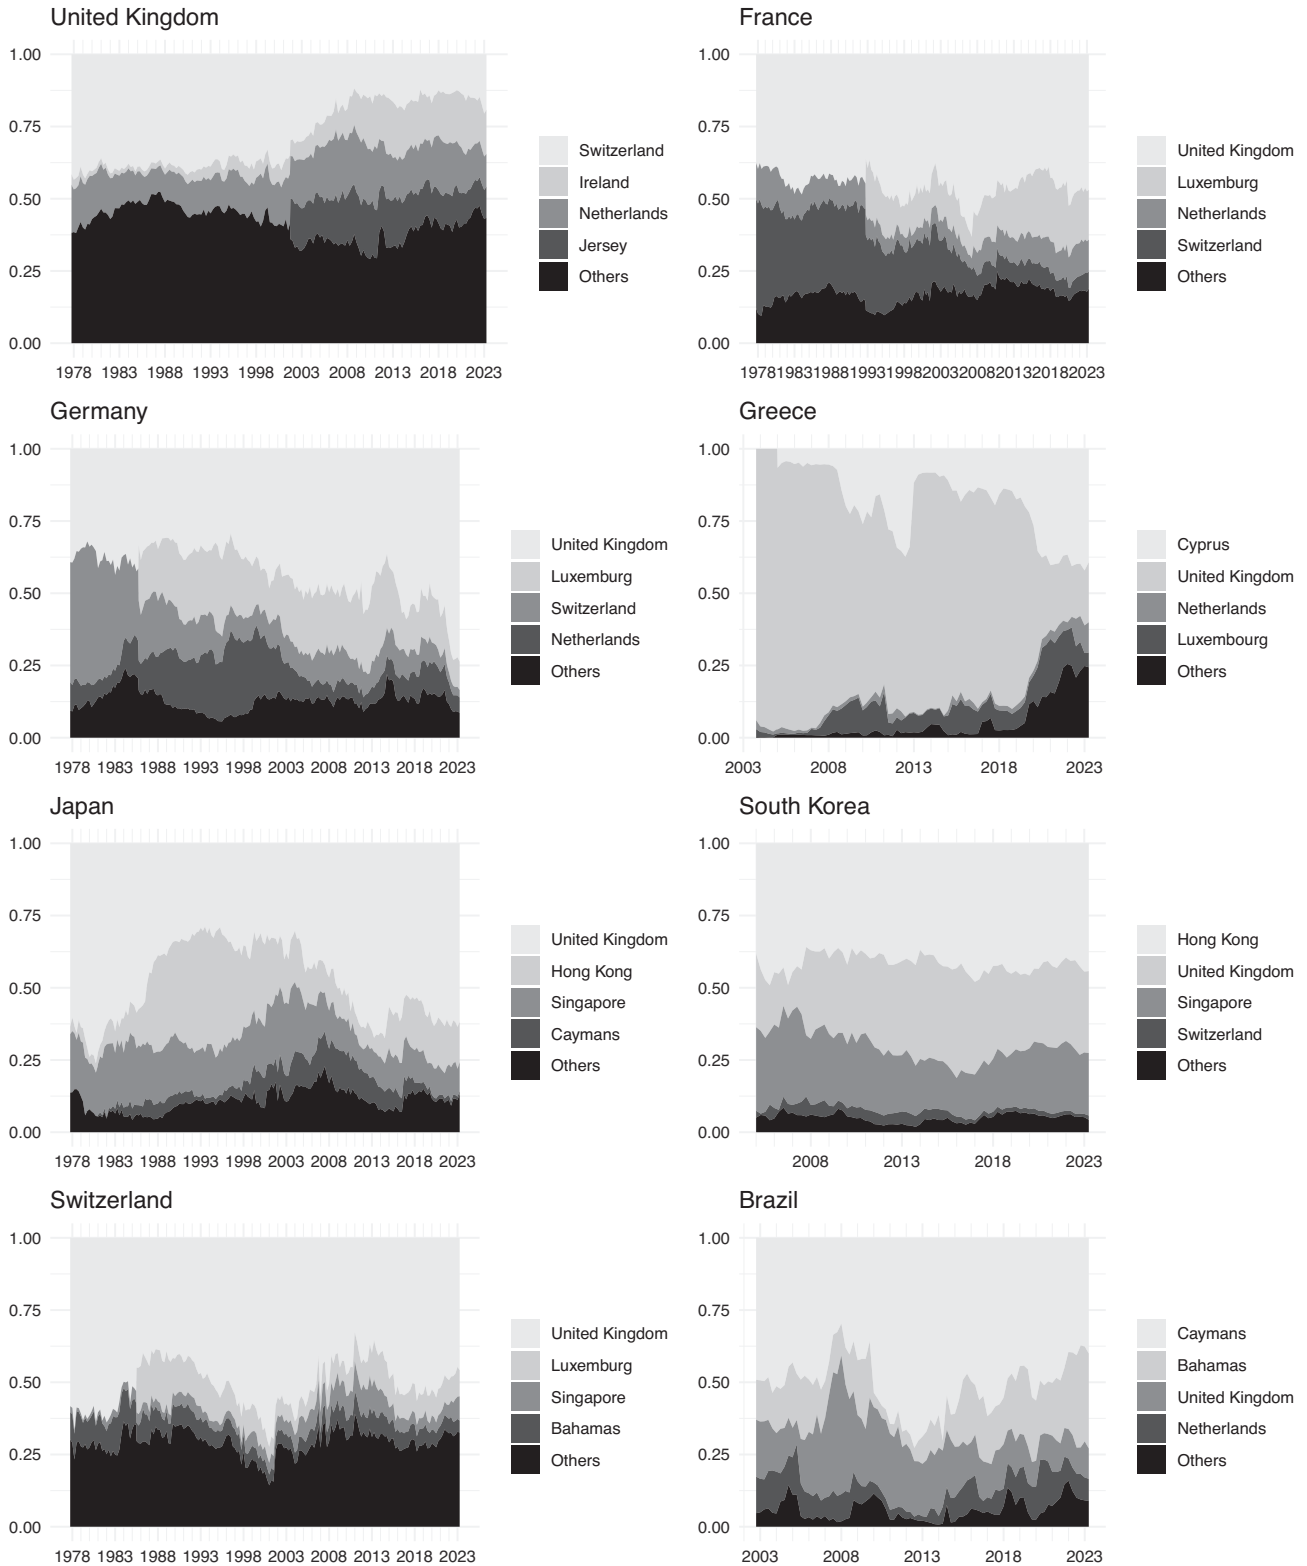 United Kingdom
1.00
0.75
0.50
0.25
0.00
1978 1983 1988 1993 1998 2003 2008 2013 2018 2023
Switzerland
Ireland
Netherlands
Jersey
Others
France
1.00
0.75
0.50
0.25
0.00
1978 1983 1988 1993 1998 2003 2008 2013 2018 2023
United Kingdom
Luxemburg
Netherlands
Switzerland
Others
Germany
1.00
0.75
0.50
0.25
0.00
1978 1983 1988 1993 1998 2003 2008 2013 2018 2023
United Kingdom
Luxemburg
Switzerland
Netherlands
Others
Greece
1.00
0.75
0.50
0.25
0.00
2003 2008 2013 2018 2023
Cyprus
United Kingdom
Netherlands
Luxembourg
Others
Japan
1.00
0.75
0.50
0.25
0.00
1978 1983 1988 1993 1998 2003 2008 2013 2018 2023
United Kingdom
Hong Kong
Singapore
Caymans
Others
South Korea
1.00
0.75
0.50
0.25
0.00
2008 2013 2018 2023
Hong Kong
United Kingdom
Singapore
Switzerland
Others
Switzerland
1.00
0.75
0.50
0.25
0.00
1978 1983 1988 1993 1998 2003 2008 2013 2018 2023
United Kingdom
Luxemburg
Singapore
Bahamas
Others
Brazil
1.00
0.75
0.50
0.25
0.00
2003 2008 2013 2018 2023
Caymans
Bahamas
United Kingdom
Netherlands
Others